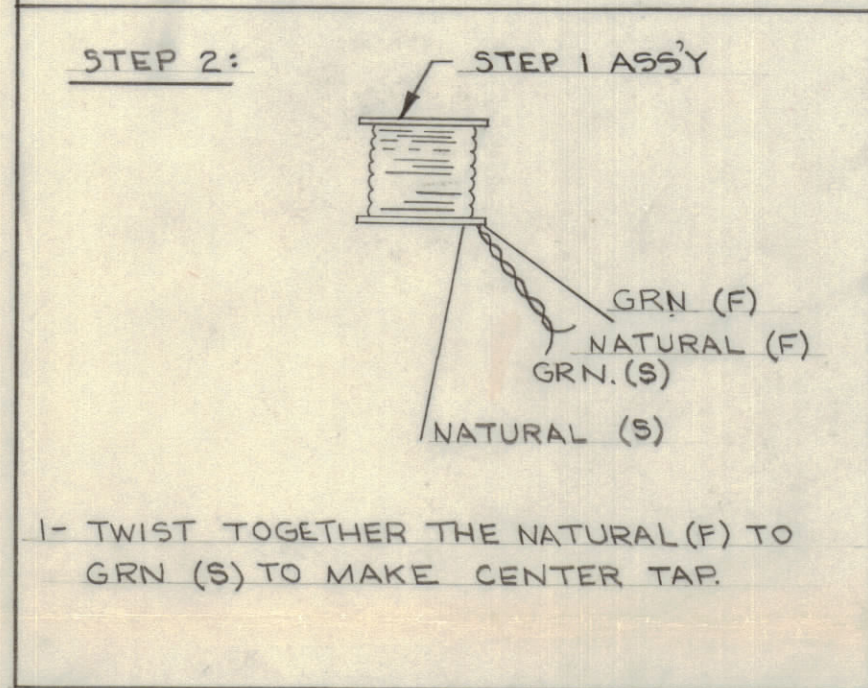 STEP 2:
STEP 1 ASS'Y
GRN (F)
NATURAL (F)
GRN. (S)
NATURAL (S)
1- TWIST TOGETHER THE NATURAL (F) TO
GRN (S) TO MAKE CENTER TAP.